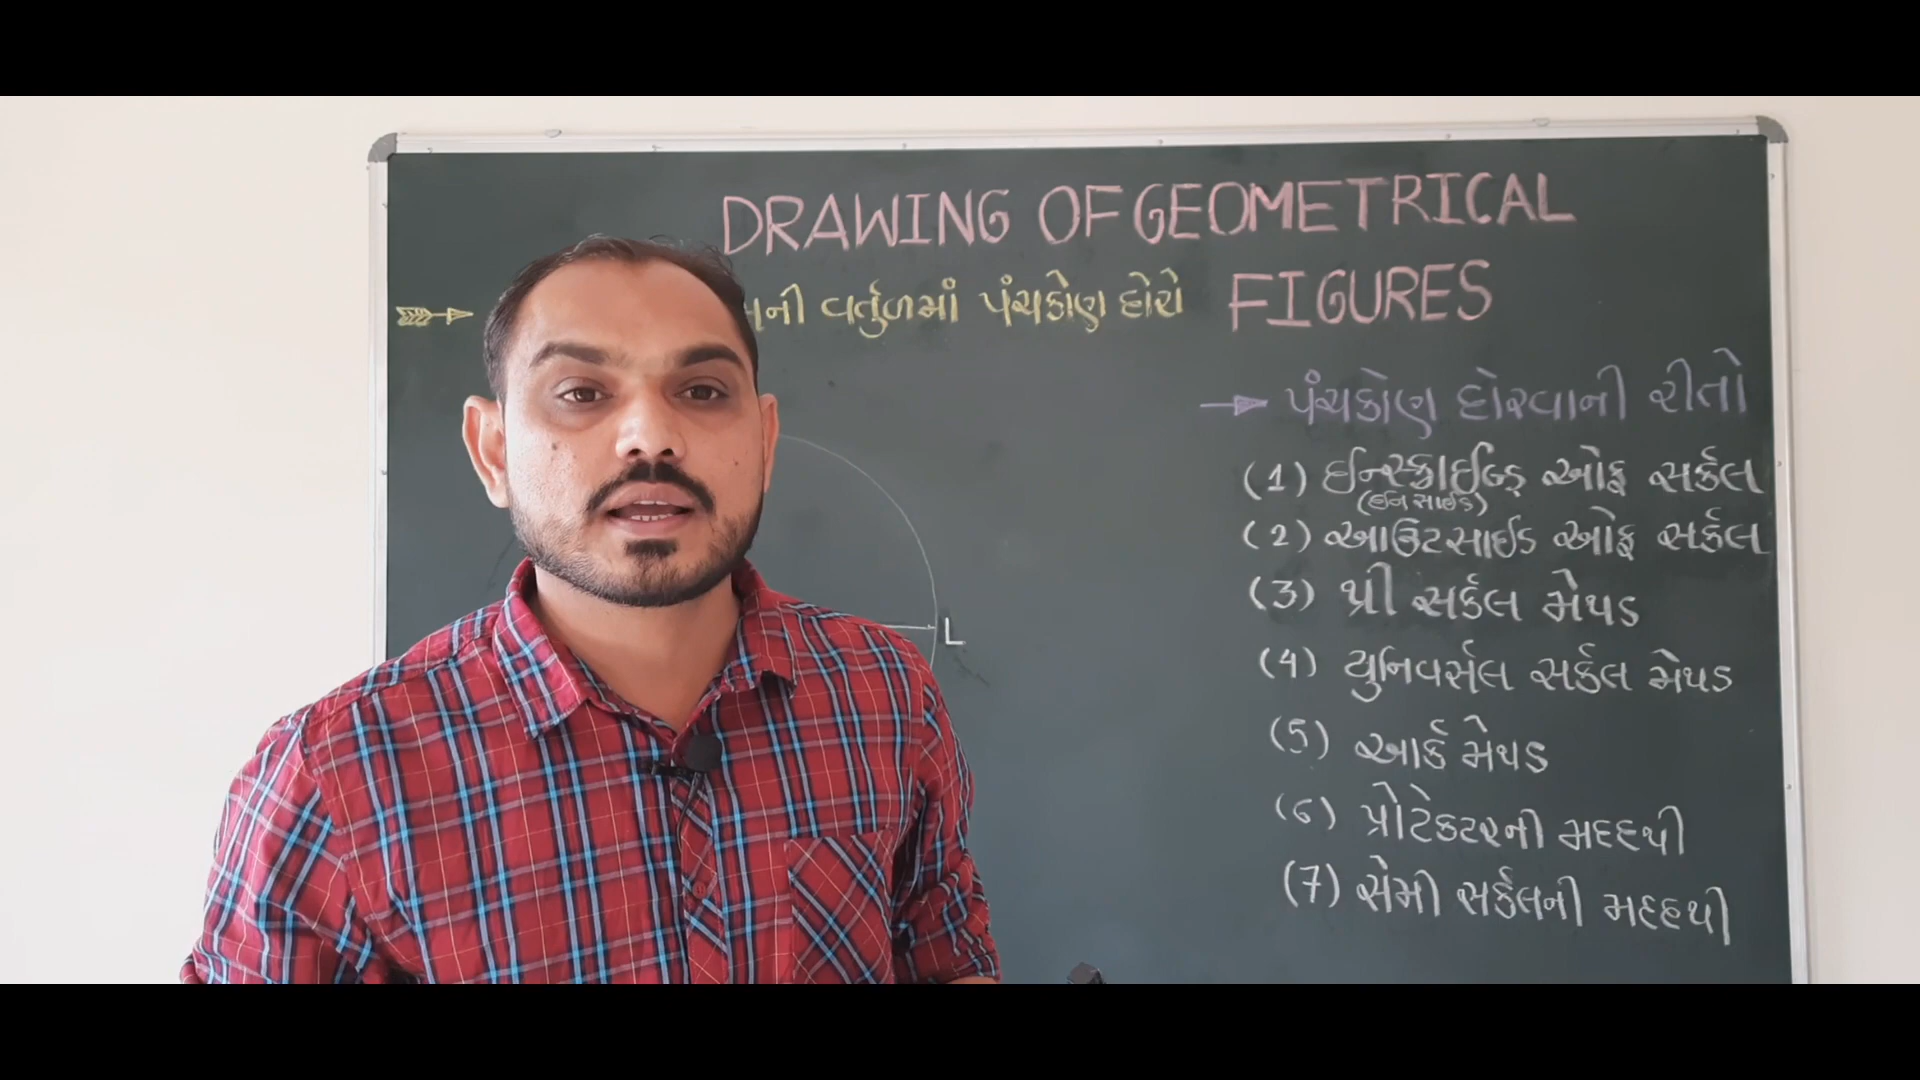 DRAWING OF GEOMETRICAL
FIGURES
વર્તુળમાં પંચકોણ દોરો
પંચકોણ દોરવાની રીતો
(1) ઈન્સ્ક્રાઈબ્ડ ઓફ સર્કલ
(ઈન સાઈડ)
(2) આઉટસાઈડ ઓફ સર્કલ
(3) થ્રી સર્કલ મેથડ
(4) યુનિવર્સલ સર્કલ મેથડ
(5) આર્ક મેથડ
(6) પ્રોટેકટરની મદદથી
(7) સેમી સર્કલની મદદથી
L